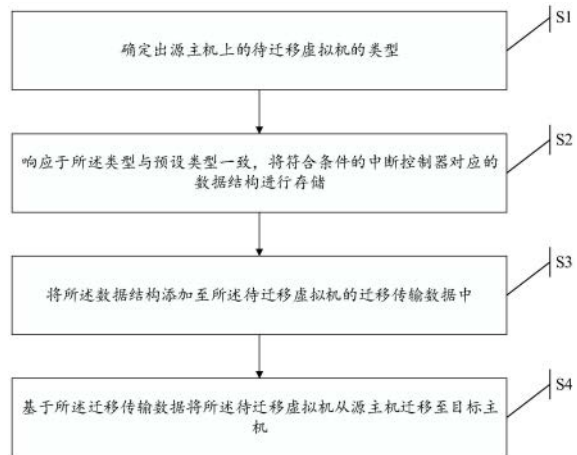 S1
确定出源主机上的待迁移虚拟机的类型
S2
响应于所述类型与预设类型一致，将符合条件的中断控制器对应的
数据结构进行存储
S3
将所述数据结构添加至所述待迁移虚拟机的迁移传输数据中
S4
基于所述迁移传输数据将所述待迁移虚拟机从源主机迁移至目标主
机